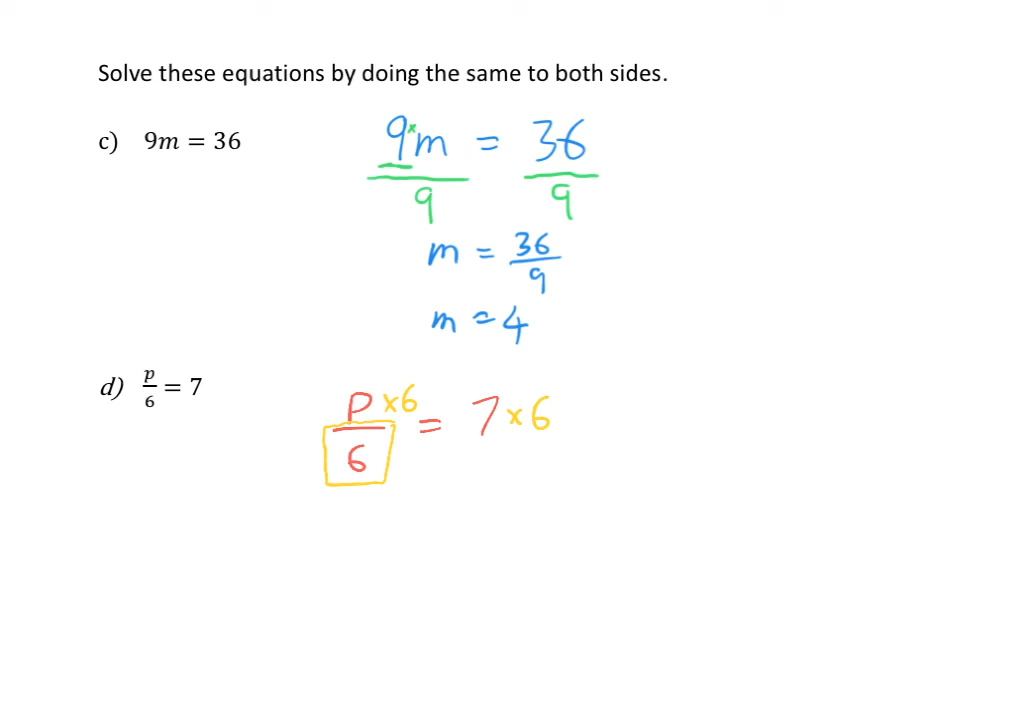 Solve these equations by doing the same to both sides.
c) 9m = 36
9×m = 36
9 9
m = 36/9
m = 4
d) p/6 = 7
p×6 = 7×6
6